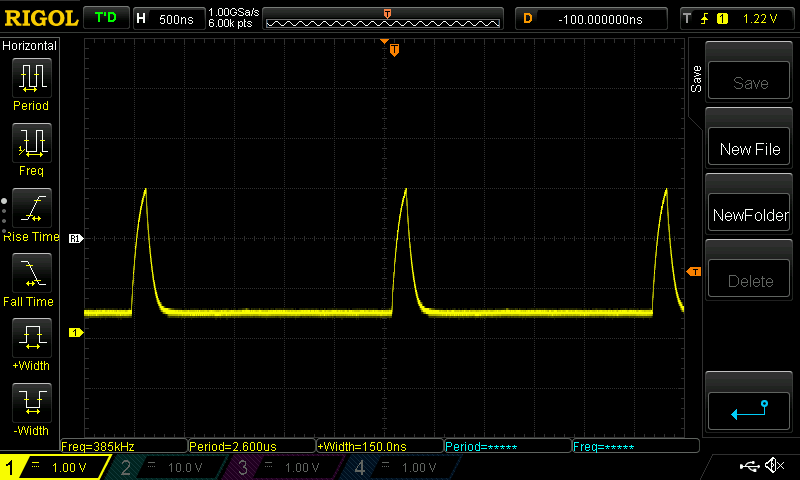 RIGOL T'D H 500ns 1.00GSa/s 6.00k pts D -100.000000ns T 1 1.22 V
T
Horizontal
Period
Freq
Rise Time
Fall Time
+Width
-Width
R1
1
T
Save
Save
New File
NewFolder
Delete
Freq=385kHz Period=2.600us +Width=150.0ns Period=***** Freq=*****
1 1.00 V 2 10.0 V 3 1.00 V 4 1.00 V